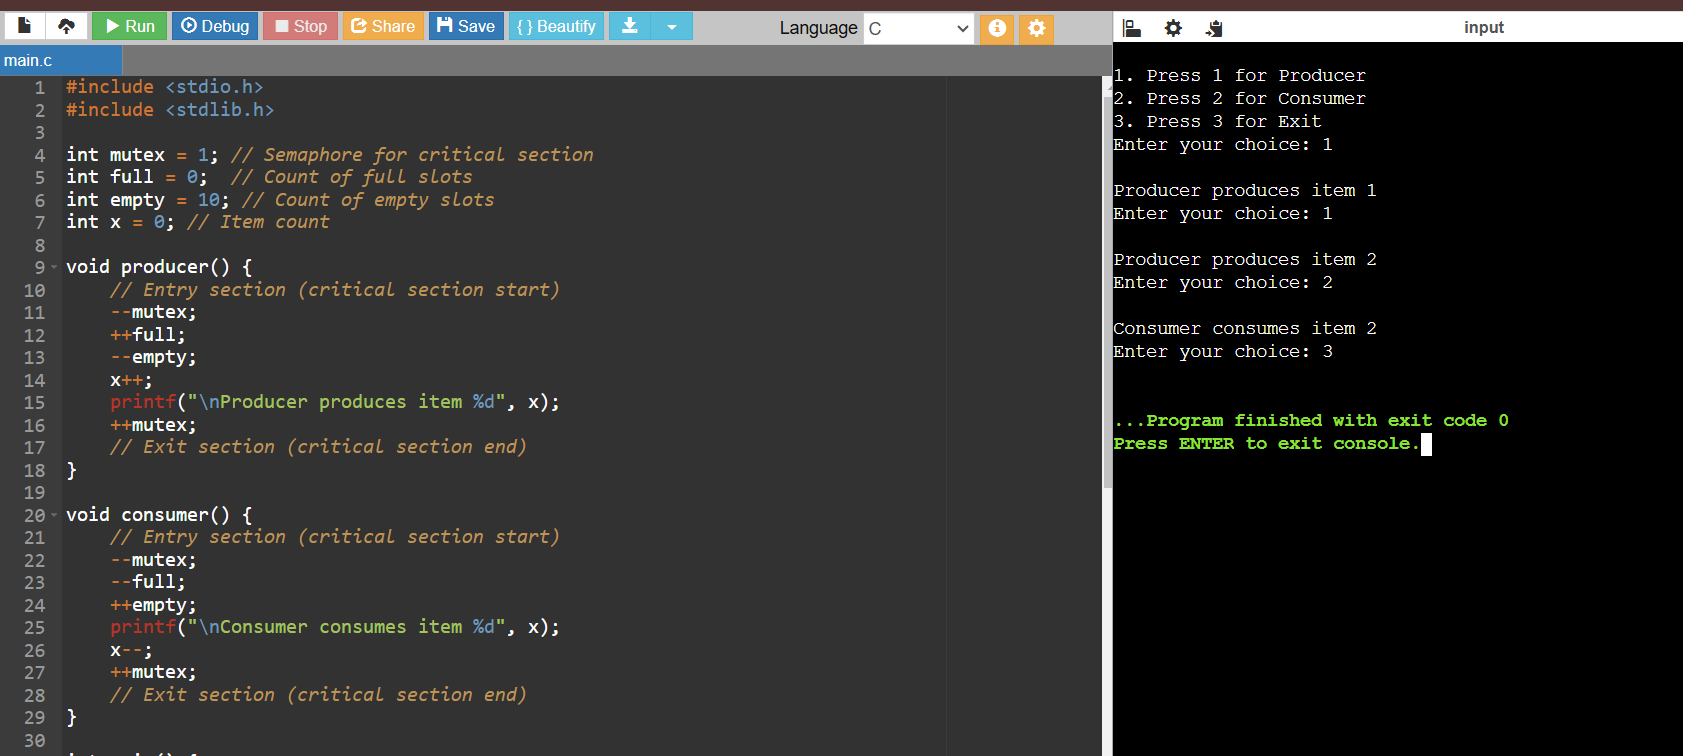 Run Debug Stop Share Save { } Beautify Language C
main.c
1 #include <stdio.h>
2 #include <stdlib.h>
3
4 int mutex = 1; // Semaphore for critical section
5 int full = 0;  // Count of full slots
6 int empty = 10; // Count of empty slots
7 int x = 0; // Item count
8
9 void producer() {
10     // Entry section (critical section start)
11     --mutex;
12     ++full;
13     --empty;
14     x++;
15     printf("\nProducer produces item %d", x);
16     ++mutex;
17     // Exit section (critical section end)
18 }
19
20 void consumer() {
21     // Entry section (critical section start)
22     --mutex;
23     --full;
24     ++empty;
25     printf("\nConsumer consumes item %d", x);
26     x--;
27     ++mutex;
28     // Exit section (critical section end)
29 }
30
input
1. Press 1 for Producer
2. Press 2 for Consumer
3. Press 3 for Exit
Enter your choice: 1
Producer produces item 1
Enter your choice: 1
Producer produces item 2
Enter your choice: 2
Consumer consumes item 2
Enter your choice: 3
...Program finished with exit code 0
Press ENTER to exit console.